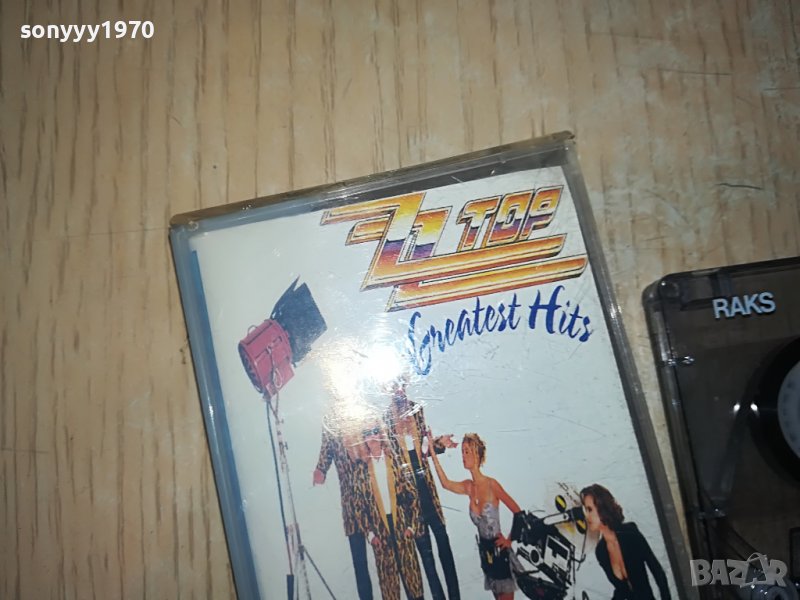 sonyyy1970
ZZ TOP
Greatest Hits
RAKS
BAZAR